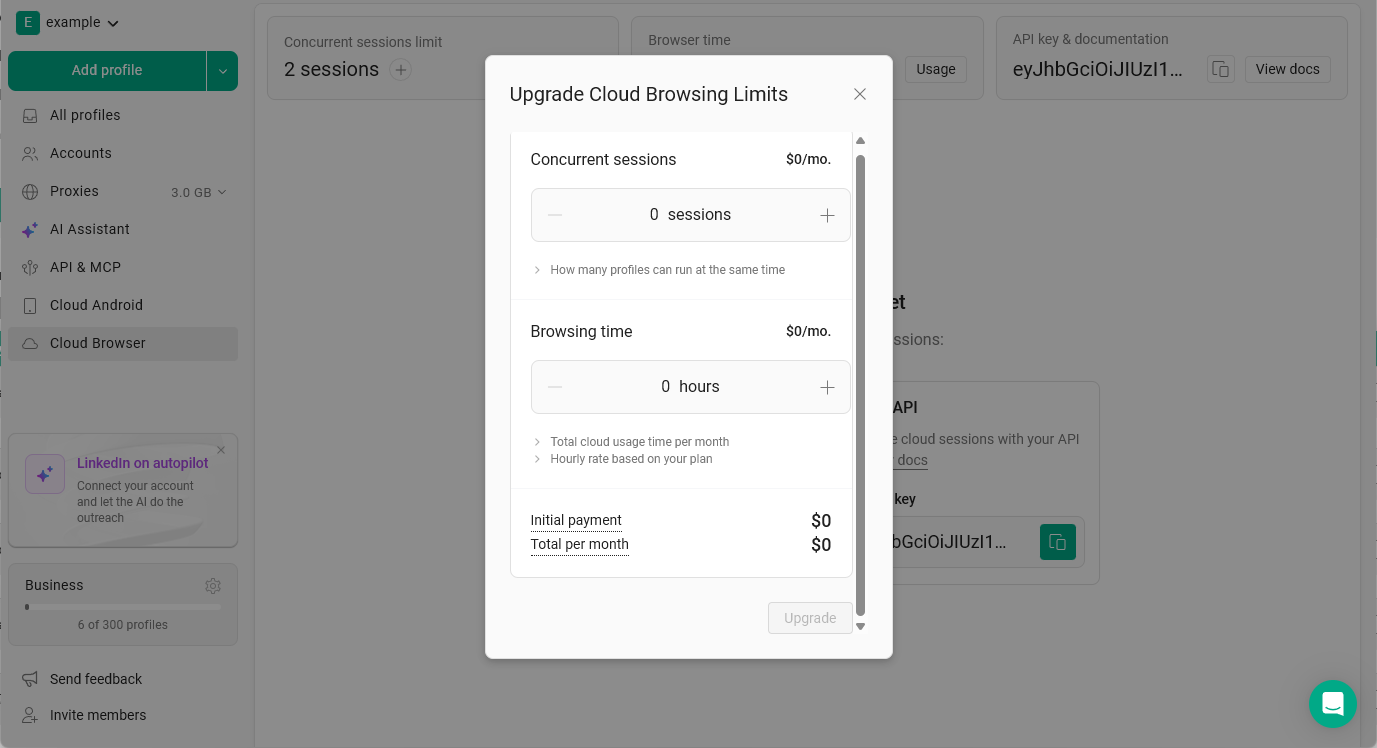 E example
Add profile
All profiles
Accounts
Proxies 3.0 GB
AI Assistant
API & MCP
Cloud Android
Cloud Browser
LinkedIn on autopilot
Connect your account
and let the AI do the
outreach
Business
6 of 300 profiles
Send feedback
Invite members
Concurrent sessions limit
2 sessions
Browser time
Usage
API key & documentation
eyJhbGciOiJIUzI1...
View docs
Upgrade Cloud Browsing Limits
Concurrent sessions $0/mo.
0 sessions
How many profiles can run at the same time
Browsing time $0/mo.
0 hours
Total cloud usage time per month
Hourly rate based on your plan
Initial payment $0
Total per month $0
Upgrade
ssions:
API
cloud sessions with your API
docs
key
bGciOiJIUzI1...